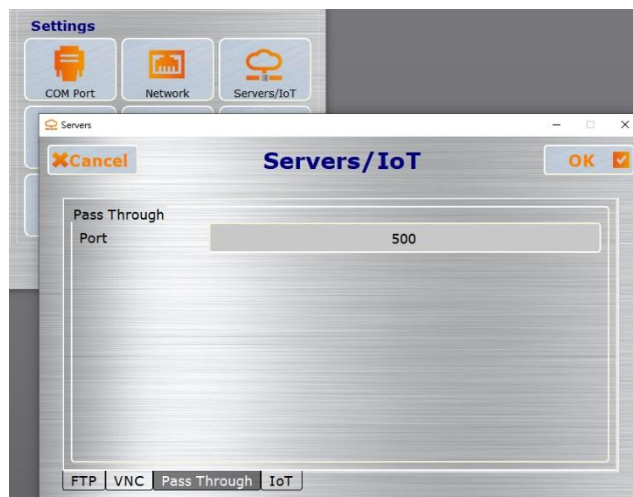 Settings
COM Port
Network
Servers/IoT
Servers
Cancel
Servers/IoT
OK
Pass Through
Port
500
FTP
VNC
Pass Through
IoT